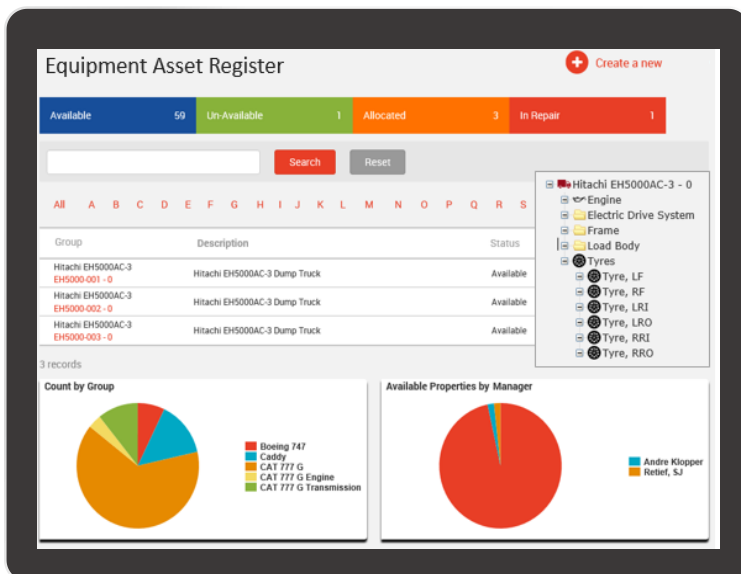 Equipment Asset Register
Create a new
Available 59 Un-Available 1 Allocated 3 In Repair 1
Search Reset
All A B C D E F G H I J K L M N O P Q R S
Group Description Status
Hitachi EH5000AC-3
EH5000-001 - 0
Hitachi EH5000AC-3 Dump Truck Available
Hitachi EH5000AC-3
EH5000-002 - 0
Hitachi EH5000AC-3 Dump Truck Available
Hitachi EH5000AC-3
EH5000-003 - 0
Hitachi EH5000AC-3 Dump Truck Available
Hitachi EH5000AC-3 - 0
Engine
Electric Drive System
Frame
Load Body
Tyres
Tyre, LF
Tyre, RF
Tyre, LRI
Tyre, LRO
Tyre, RRI
Tyre, RRO
3 records
Count by Group
Boeing 747
Caddy
CAT 777 G
CAT 777 G Engine
CAT 777 G Transmission
Available Properties by Manager
Andre Klopper
Retief, SJ